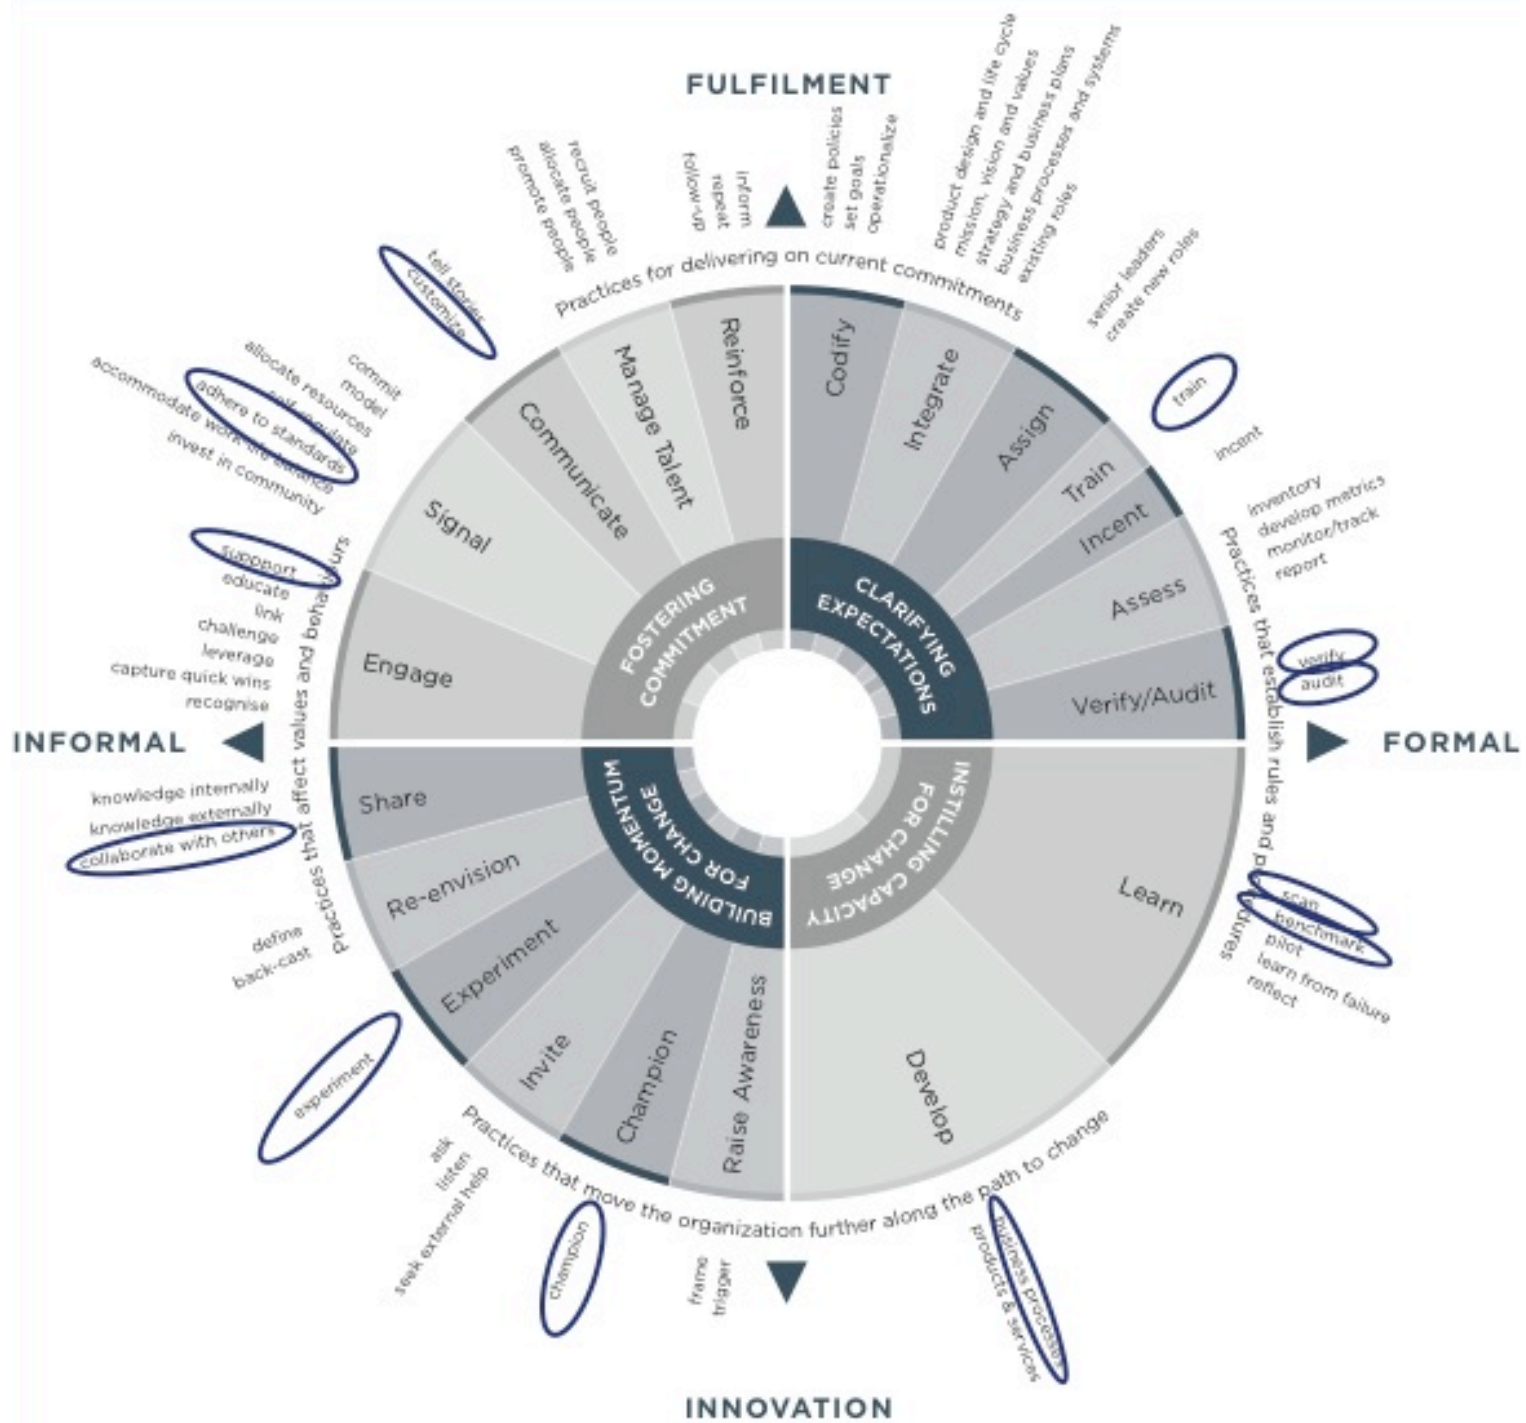 FULFILMENT
recruit people
allocate people
promote people
inform
repeat
follow-up
create policies
set goals
operationalize
product design and life cycle
mission, vision and values
strategy and business plans
business processes and systems
existing roles
senior leaders
create new roles
train
incent
inventory
develop metrics
monitor/track
report
verify
audit
tell stories
customize
commit
model
allocate resources
self-regulate
adhere to standards
accommodate work-life balance
invest in community
suppport
educate
link
challenge
leverage
capture quick wins
recognise
Practices for delivering on current commitments
Practices that affect values and behaviours
Practices that establish rules and procedures
Reinforce
Manage Talent
Communicate
Signal
Engage
Codify
Integrate
Assign
Train
Incent
Assess
Verify/Audit
FOSTERING
COMMITMENT
CLARIFYING
EXPECTATIONS
INFORMAL
FORMAL
BUILDING MOMENTUM
FOR CHANGE
INSTILLING CAPACITY
FOR CHANGE
Share
Re-envision
Experiment
Invite
Champion
Raise Awareness
Learn
Develop
knowledge internally
knowledge externally
collaborate with others
define
back-cast
experiment
ask
listen
seek external help
champion
frame
trigger
scan
benchmark
pilot
learn from failure
reflect
business processes
products & services
Practices that move the organization further along the path to change
INNOVATION